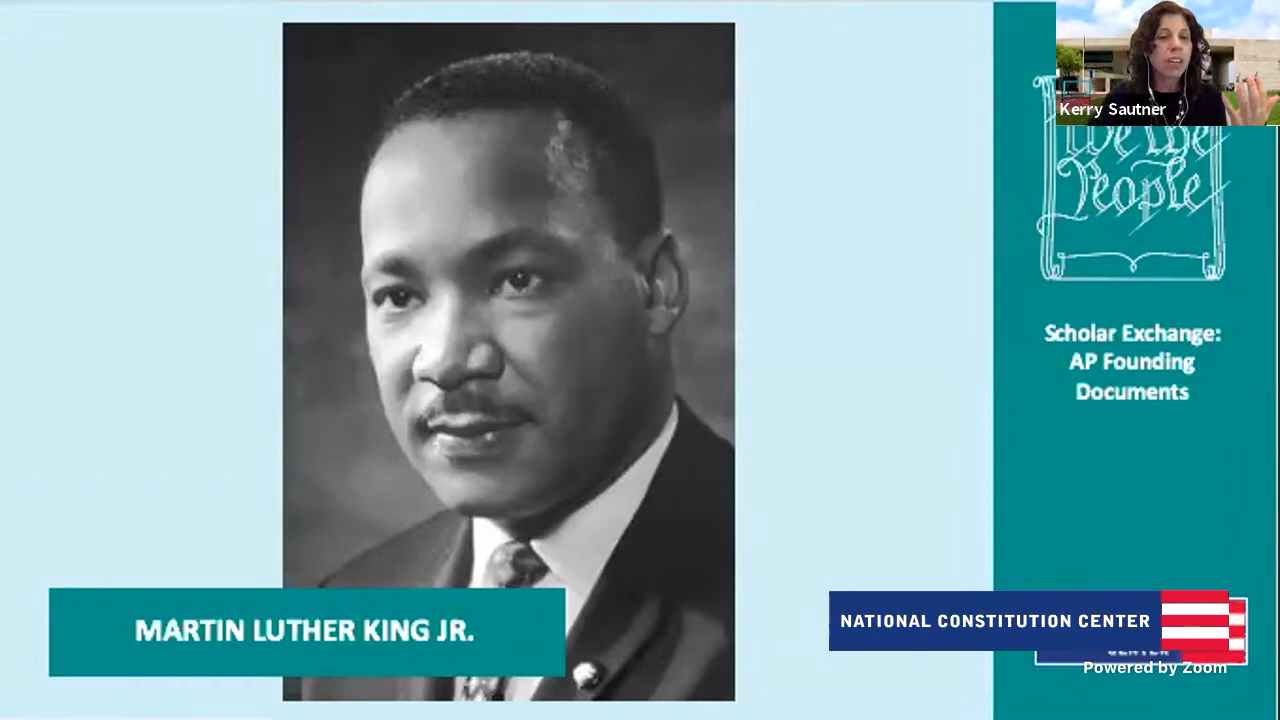 Kerry Sautner
We the
People
Scholar Exchange:
AP Founding
Documents
MARTIN LUTHER KING JR.
NATIONAL CONSTITUTION CENTER
CENTER
Powered by Zoom